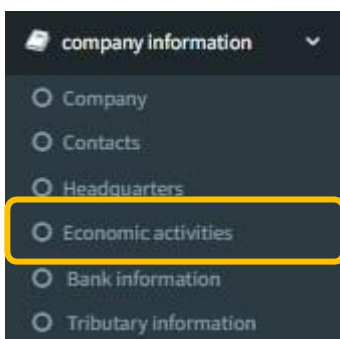 company information
Company
Contacts
Headquarters
Economic activities
Bank information
Tributary information